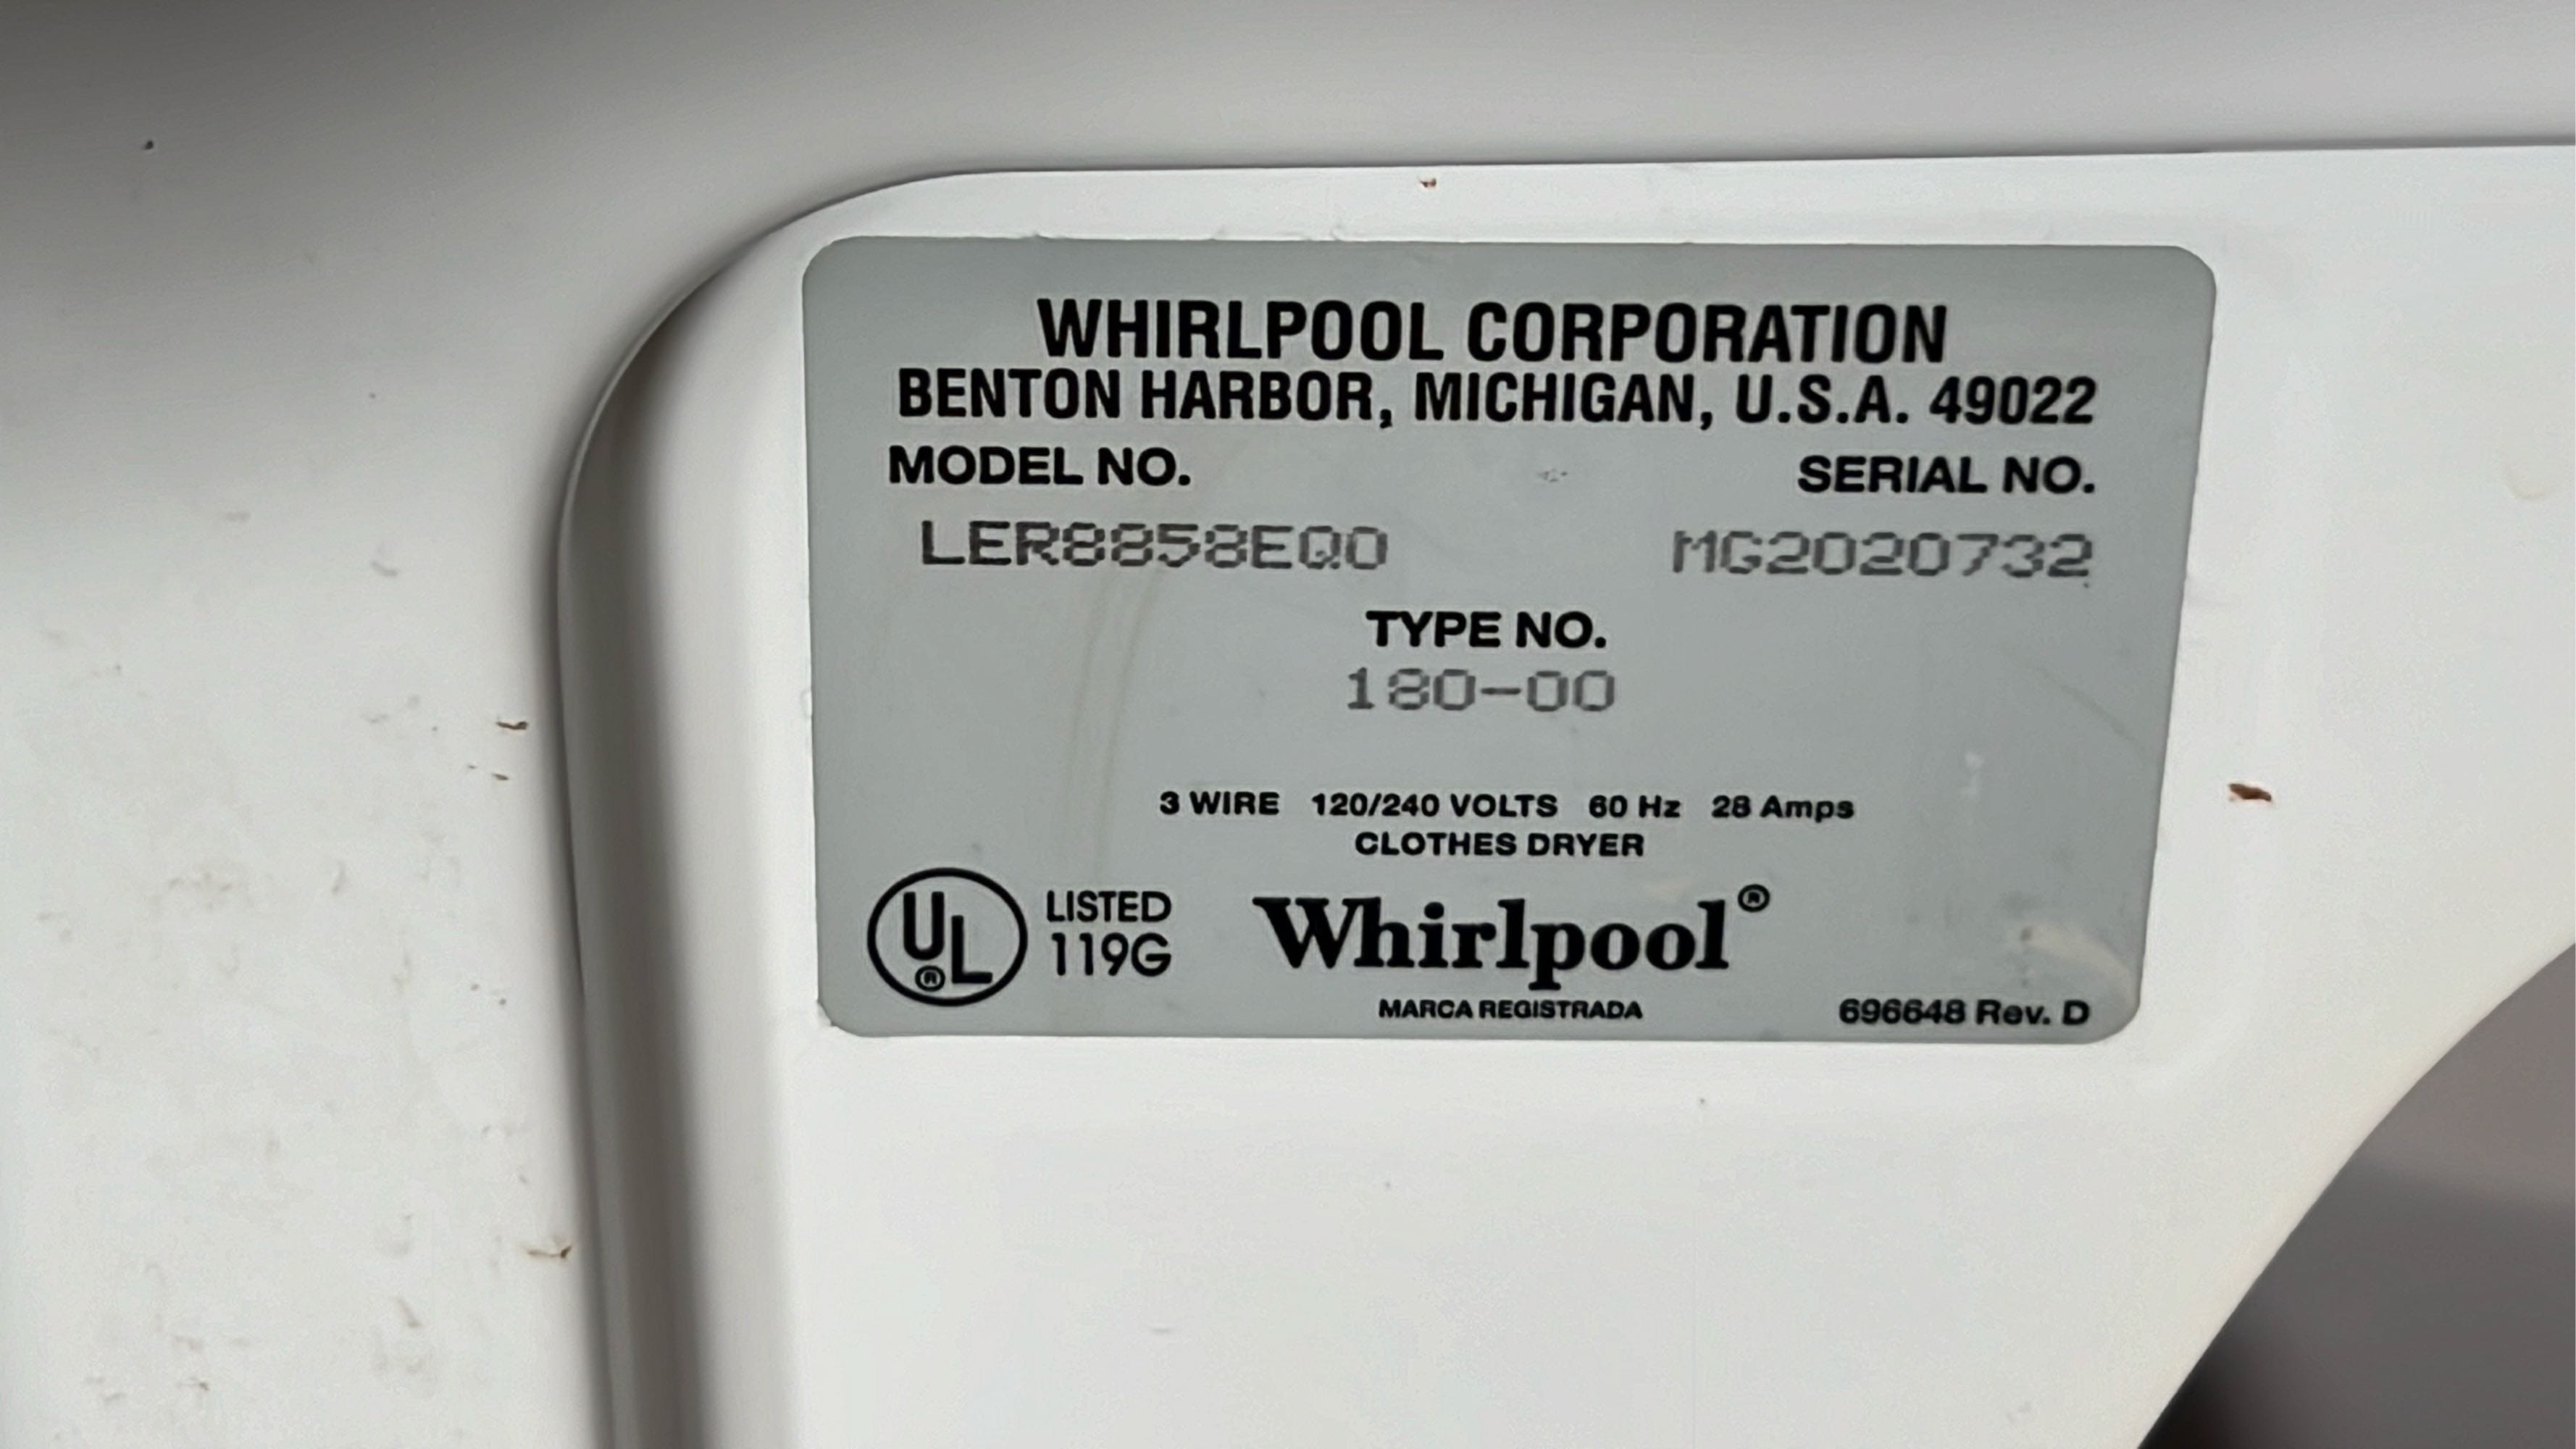 WHIRLPOOL CORPORATION
BENTON HARBOR, MICHIGAN, U.S.A. 49022
MODEL NO. SERIAL NO.
LER8858EQ0 MG2020732
TYPE NO.
180-00
3 WIRE 120/240 VOLTS 60 Hz 28 Amps
CLOTHES DRYER
UL® LISTED 119G
Whirlpool®
MARCA REGISTRADA
696648 Rev. D